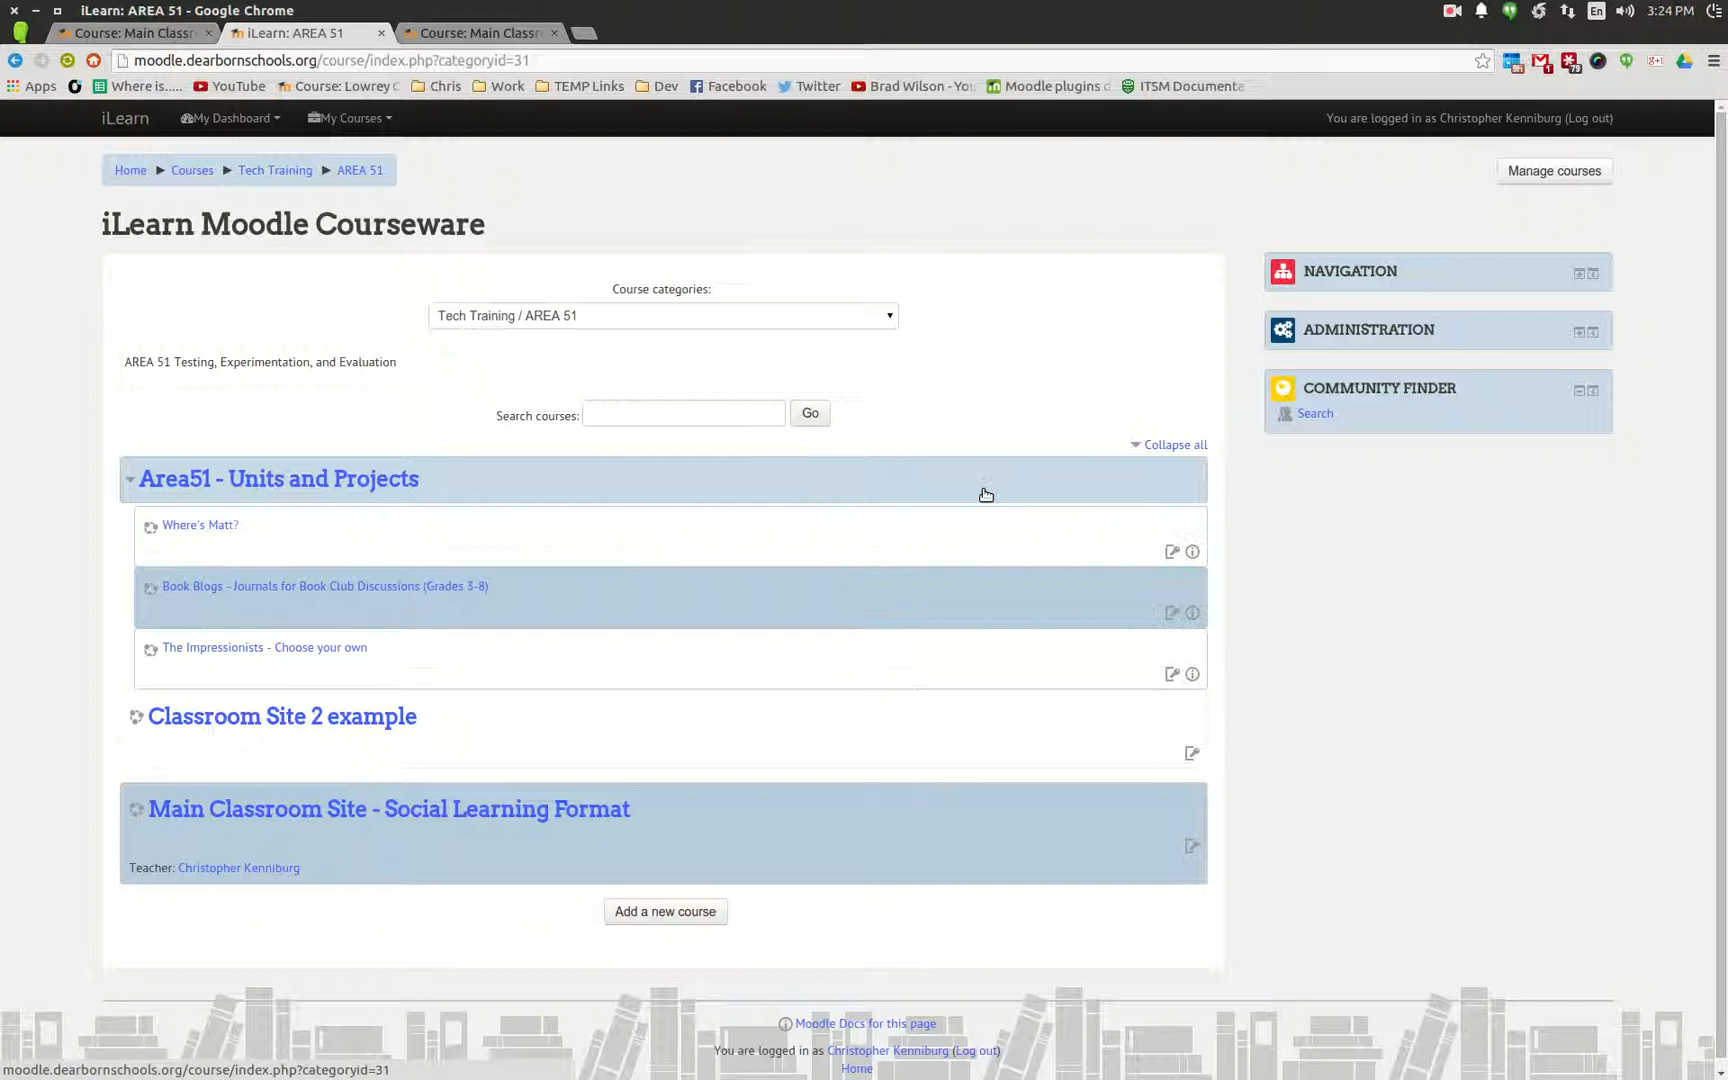 iLearn: AREA 51 - Google Chrome
En
3:24 PM
Course: Main Classr
iLearn: AREA 51
Course: Main Classr
moodle.dearbornschools.org/course/index.php?categoryid=31
Apps
Where is.....
YouTube
Course: Lowrey C
Chris
Work
TEMP Links
Dev
Facebook
Twitter
Brad Wilson - You
Moodle plugins d
ITSM Documenta
iLearn
My Dashboard
My Courses
You are logged in as Christopher Kenniburg (Log out)
Home ► Courses ► Tech Training ► AREA 51
Manage courses
iLearn Moodle Courseware
Course categories:
Tech Training / AREA 51
AREA 51 Testing, Experimentation, and Evaluation
Search courses:
Go
Collapse all
Area51 - Units and Projects
Where's Matt?
Book Blogs - Journals for Book Club Discussions (Grades 3-8)
The Impressionists - Choose your own
Classroom Site 2 example
Main Classroom Site - Social Learning Format
Teacher: Christopher Kenniburg
Add a new course
NAVIGATION
ADMINISTRATION
COMMUNITY FINDER
Search
Moodle Docs for this page
You are logged in as Christopher Kenniburg (Log out)
Home
moodle.dearbornschools.org/course/index.php?categoryid=31